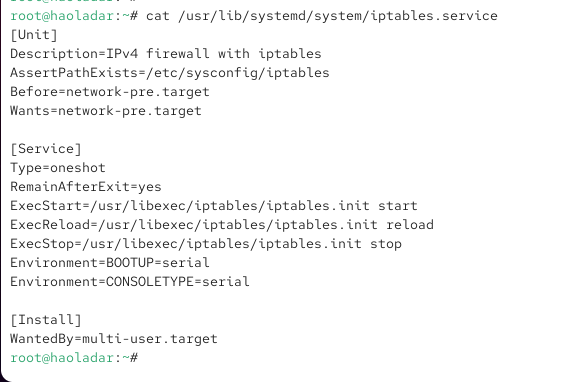 root@haoladar:~# cat /usr/lib/systemd/system/iptables.service
[Unit]
Description=IPv4 firewall with iptables
AssertPathExists=/etc/sysconfig/iptables
Before=network-pre.target
Wants=network-pre.target

[Service]
Type=oneshot
RemainAfterExit=yes
ExecStart=/usr/libexec/iptables/iptables.init start
ExecReload=/usr/libexec/iptables/iptables.init reload
ExecStop=/usr/libexec/iptables/iptables.init stop
Environment=BOOTUP=serial
Environment=CONSOLETYPE=serial

[Install]
WantedBy=multi-user.target
root@haoladar:~#